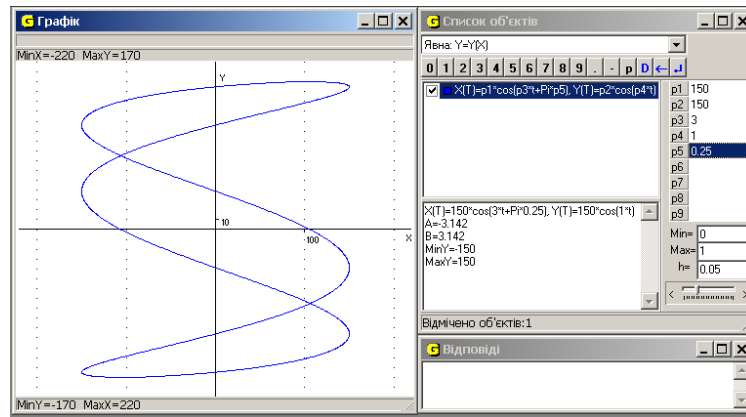 Графік
MinX=-220 MaxY=170
Y
10
100
X
MinY=-170 MaxX=220
Список об'єктів
Явна: Y=Y(X)
0 1 2 3 4 5 6 7 8 9 . - p D ← ↵
X(T)=p1*cos(p3*t+Pi*p5), Y(T)=p2*cos(p4*t)
X(T)=150*cos(3*t+Pi*0.25), Y(T)=150*cos(1*t)
A=-3.142
B=3.142
MinY=-150
MaxY=150
p1 150
p2 150
p3 3
p4 1
p5 0.25
p6
p7
p8
p9
Min= 0
Max= 1
h= 0.05
< >
Відмічено об'єктів:1
Відповіді